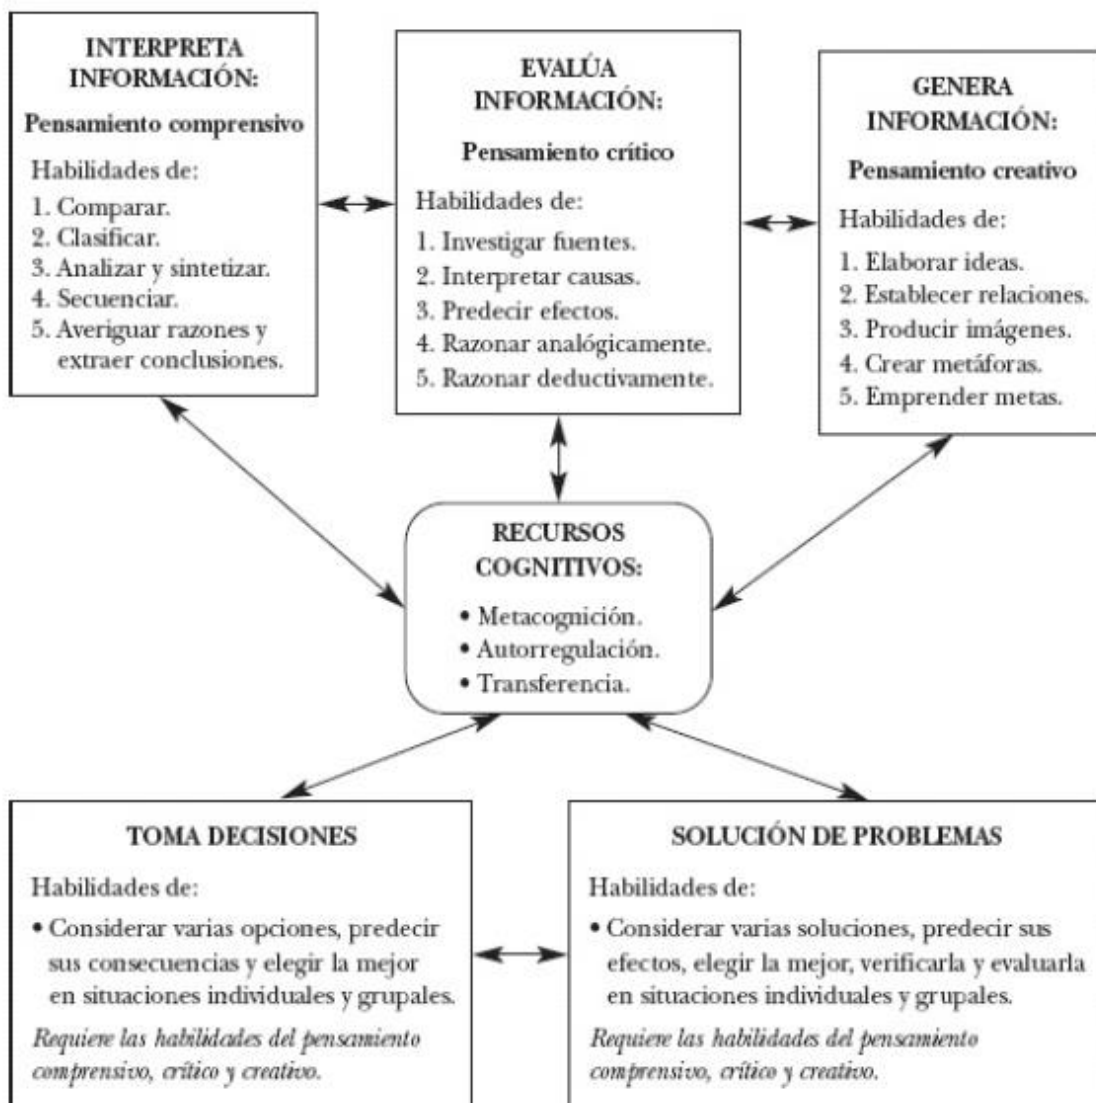 INTERPRETA
INFORMACIÓN:
Pensamiento comprensivo
Habilidades de:
1. Comparar.
2. Clasificar.
3. Analizar y sintetizar.
4. Secuenciar.
5. Averiguar razones y
extraer conclusiones.
EVALÚA
INFORMACIÓN:
Pensamiento crítico
Habilidades de:
1. Investigar fuentes.
2. Interpretar causas.
3. Predecir efectos.
4. Razonar analógicamente.
5. Razonar deductivamente.
GENERA
INFORMACIÓN:
Pensamiento creativo
Habilidades de:
1. Elaborar ideas.
2. Establecer relaciones.
3. Producir imágenes.
4. Crear metáforas.
5. Emprender metas.
RECURSOS
COGNITIVOS:
• Metacognición.
• Autorregulación.
• Transferencia.
TOMA DECISIONES
Habilidades de:
• Considerar varias opciones, predecir
sus consecuencias y elegir la mejor
en situaciones individuales y grupales.
Requiere las habilidades del pensamiento
comprensivo, crítico y creativo.
SOLUCIÓN DE PROBLEMAS
Habilidades de:
• Considerar varias soluciones, predecir sus
efectos, elegir la mejor, verificarla y evaluarla
en situaciones individuales y grupales.
Requiere las habilidades del pensamiento
comprensivo, crítico y creativo.